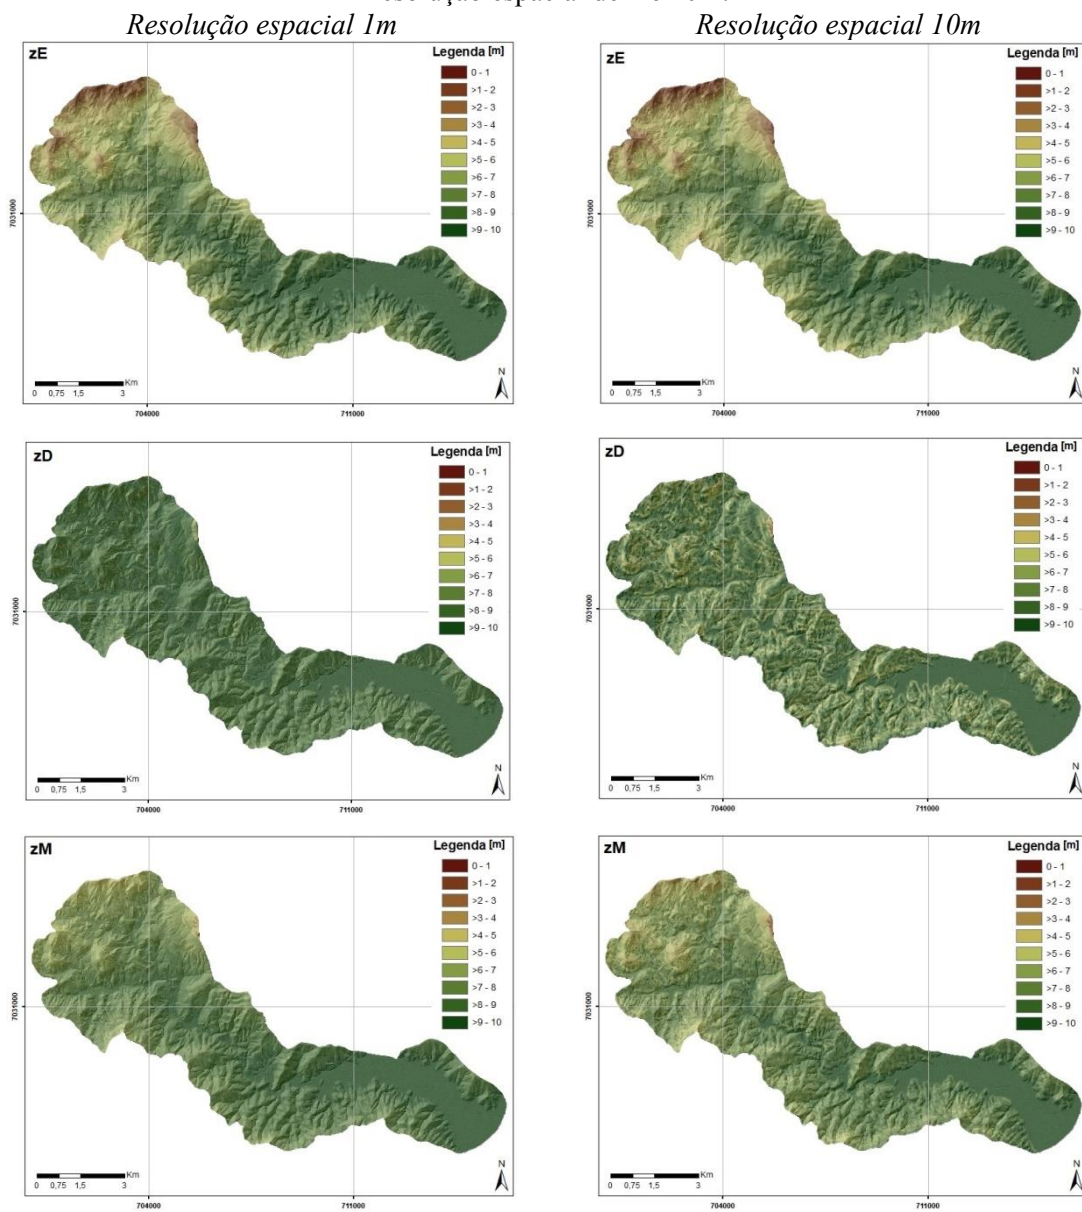 Resolução espacial 1m
Resolução espacial 10m
zE
Legenda [m]
0 - 1
>1 - 2
>2 - 3
>3 - 4
>4 - 5
>5 - 6
>6 - 7
>7 - 8
>8 - 9
>9 - 10
7031000
N
Km
0 0,75 1,5 3
704000 711000
zE
Legenda [m]
0 - 1
>1 - 2
>2 - 3
>3 - 4
>4 - 5
>5 - 6
>6 - 7
>7 - 8
>8 - 9
>9 - 10
7031000
N
Km
0 0,75 1,5 3
704000 711000
zD
Legenda [m]
0 - 1
>1 - 2
>2 - 3
>3 - 4
>4 - 5
>5 - 6
>6 - 7
>7 - 8
>8 - 9
>9 - 10
7031000
N
Km
0 0,75 1,5 3
704000 711000
zD
Legenda [m]
0 - 1
>1 - 2
>2 - 3
>3 - 4
>4 - 5
>5 - 6
>6 - 7
>7 - 8
>8 - 9
>9 - 10
7031000
N
Km
0 0,75 1,5 3
704000 711000
zM
Legenda [m]
0 - 1
>1 - 2
>2 - 3
>3 - 4
>4 - 5
>5 - 6
>6 - 7
>7 - 8
>8 - 9
>9 - 10
7031000
N
Km
0 0,75 1,5 3
704000 711000
zM
Legenda [m]
0 - 1
>1 - 2
>2 - 3
>3 - 4
>4 - 5
>5 - 6
>6 - 7
>7 - 8
>8 - 9
>9 - 10
7031000
N
Km
0 0,75 1,5 3
704000 711000